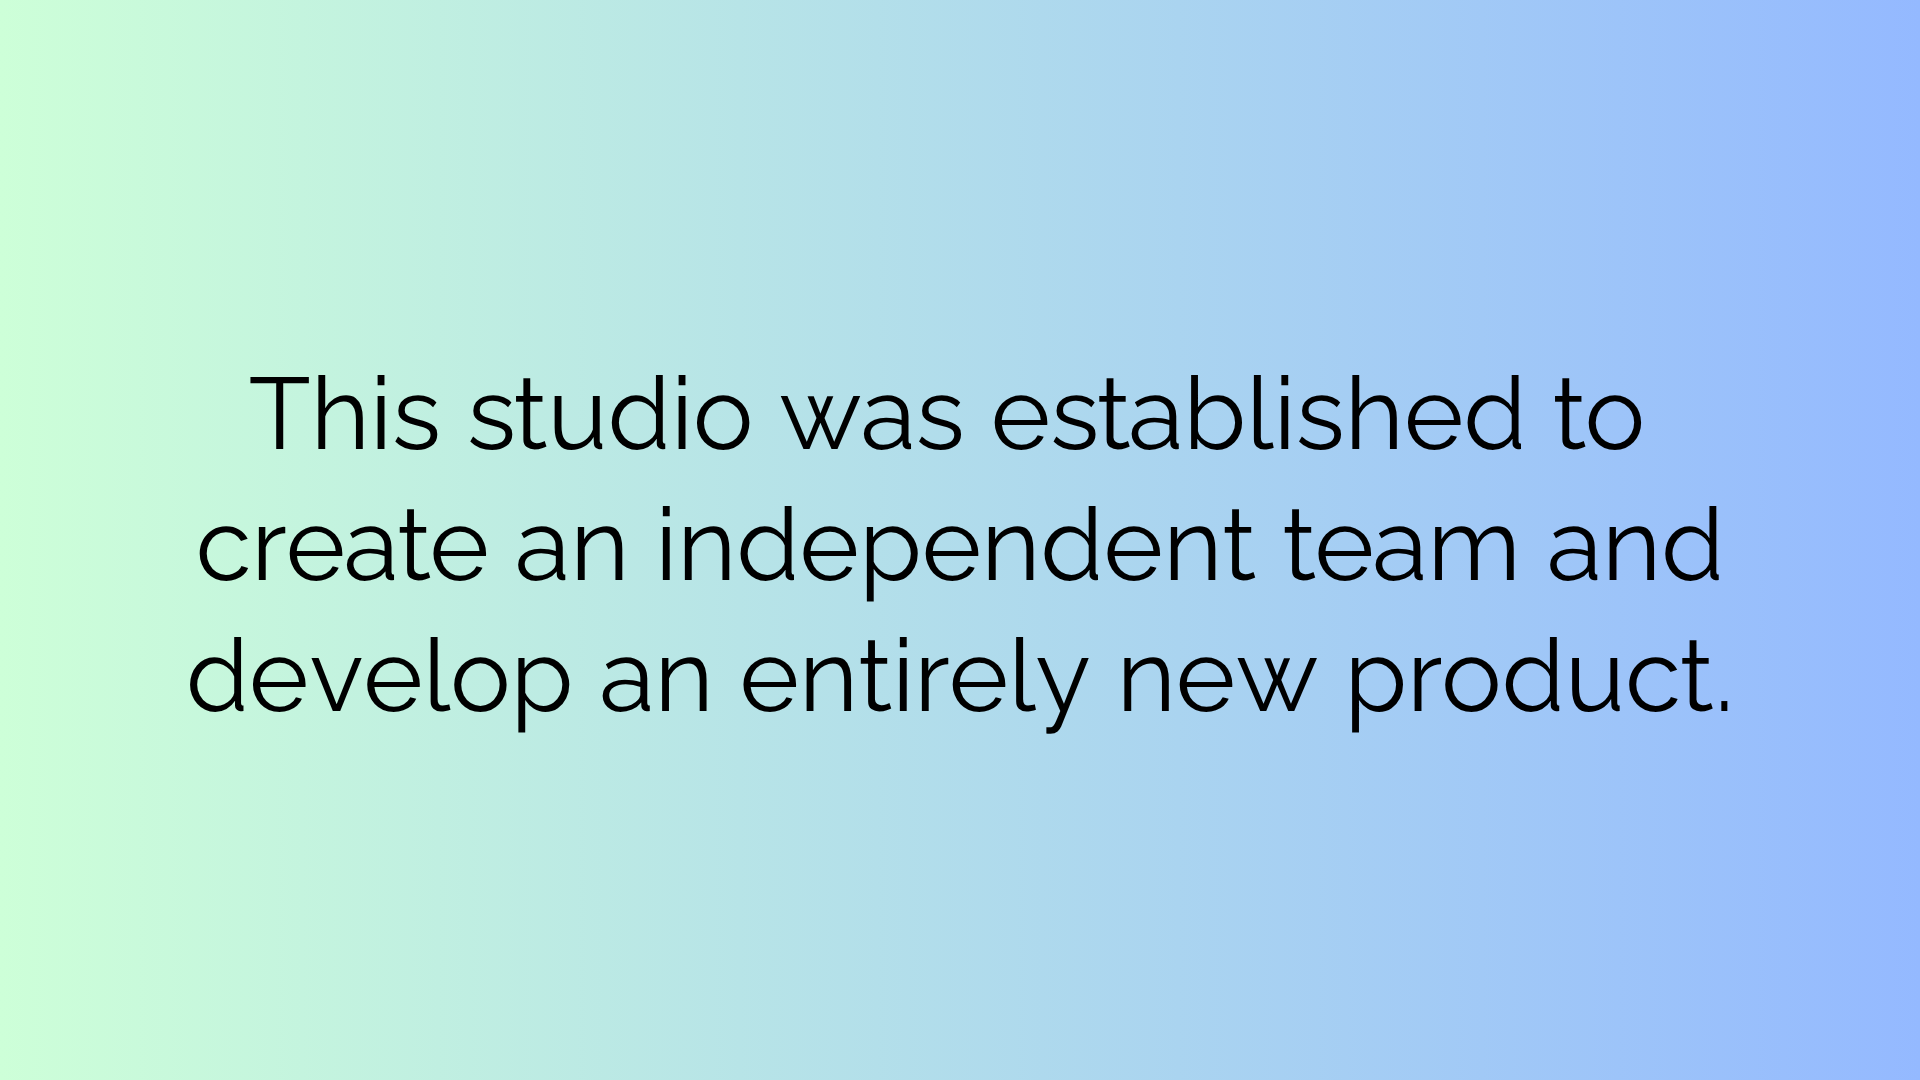 This studio was established to
create an independent team and
develop an entirely new product.